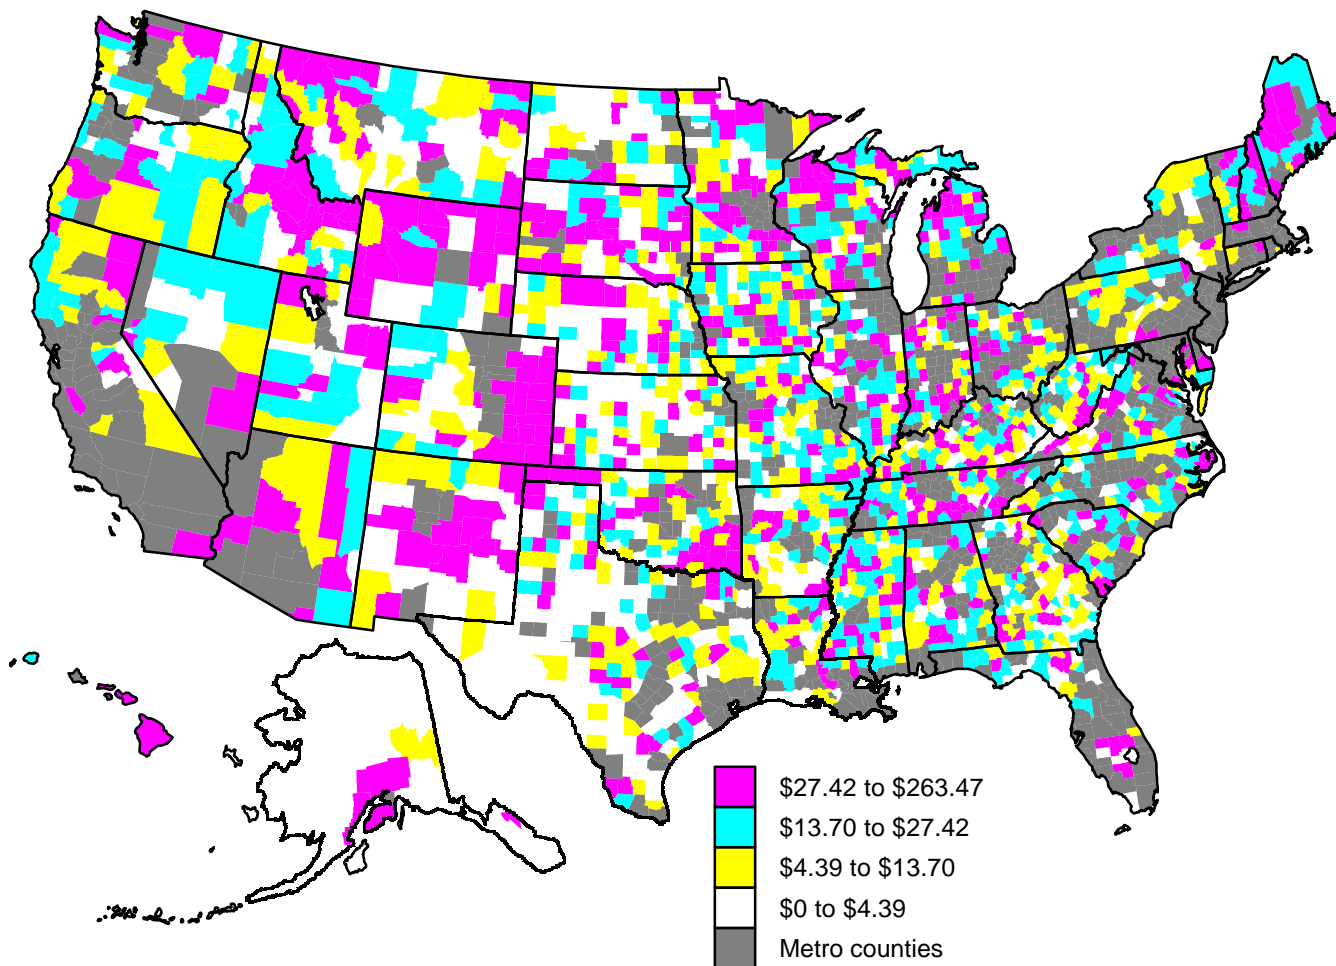 $27.42 to $263.47
$13.70 to $27.42
$4.39 to $13.70
$0 to $4.39
Metro counties